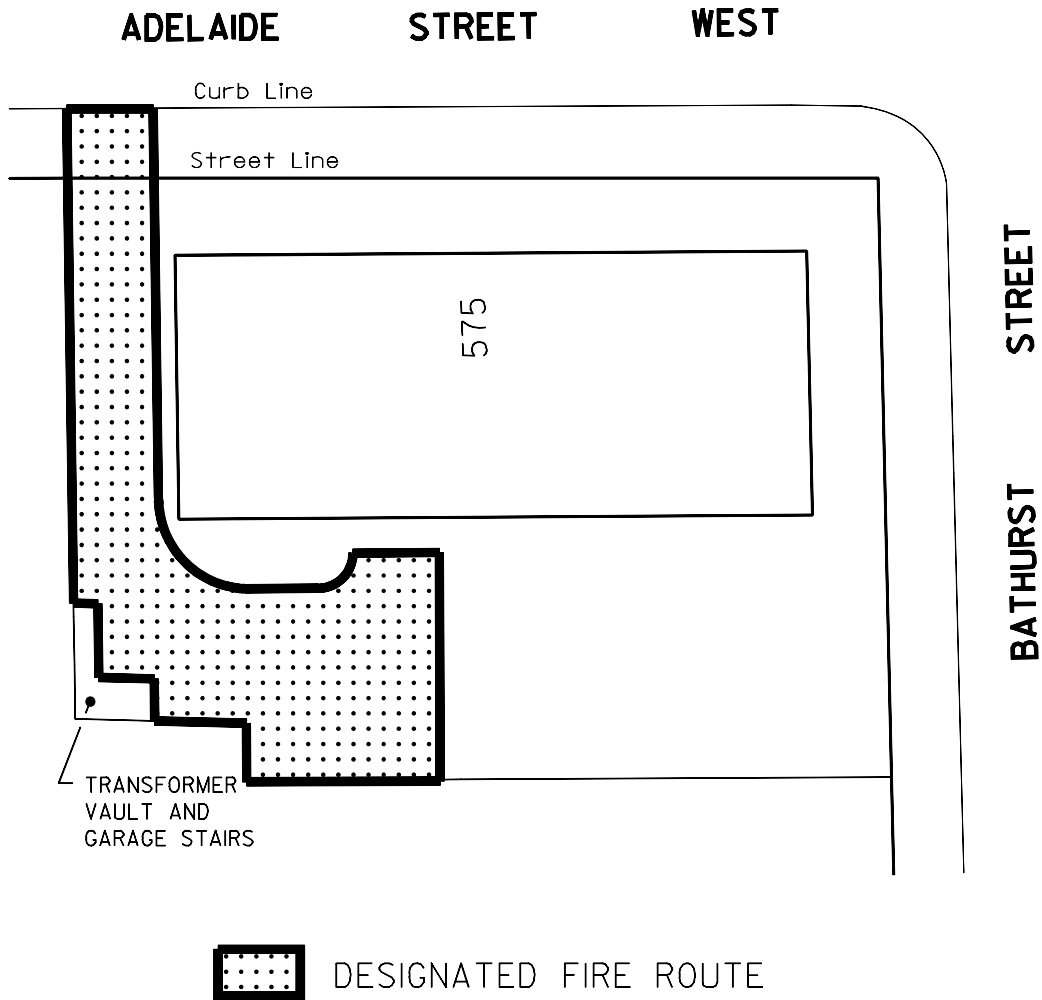 ADELAIDE STREET WEST
Curb Line
Street Line
575
BATHURST STREET
TRANSFORMER
VAULT AND
GARAGE STAIRS
DESIGNATED FIRE ROUTE